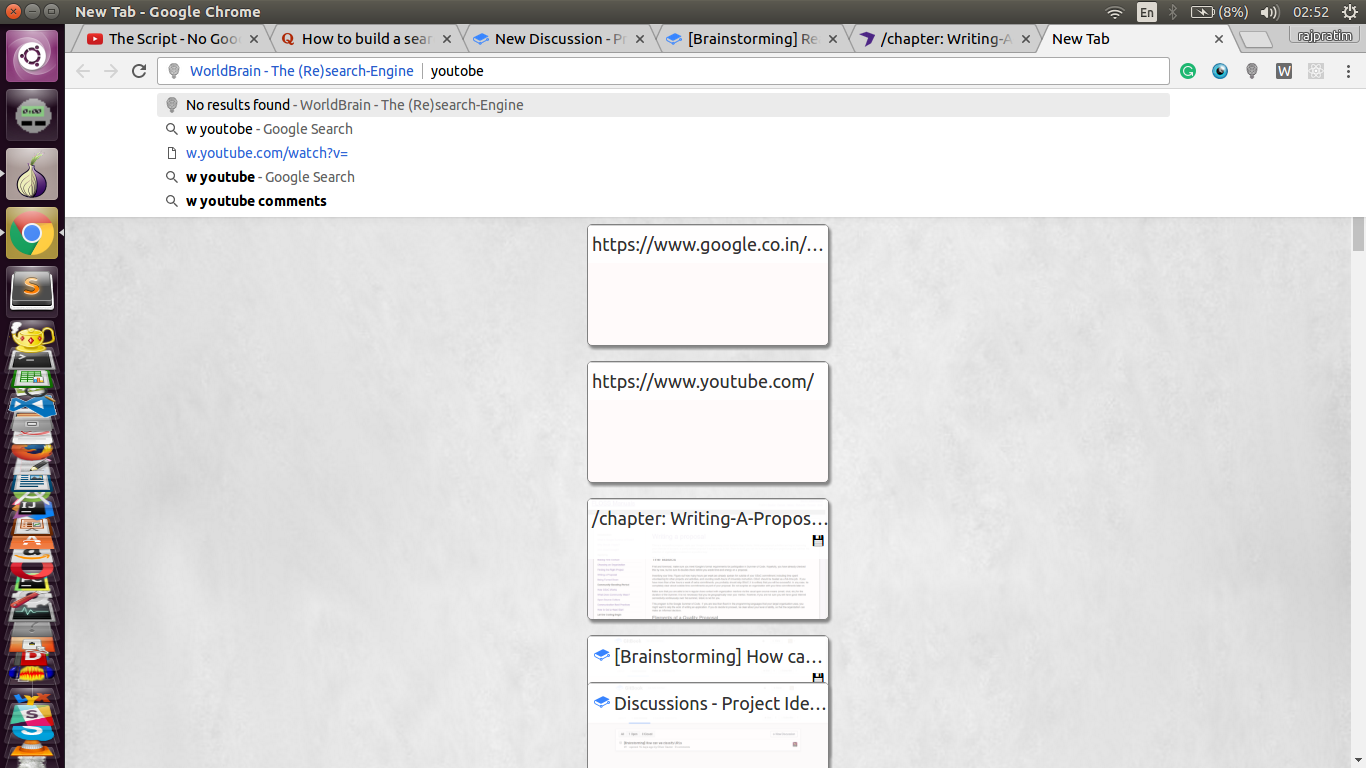 New Tab - Google Chrome
En
(8%)
02:52
The Script - No Goo
How to build a sear
New Discussion - Pr
[Brainstorming] Re
/chapter: Writing-A
New Tab
rajpratim
WorldBrain - The (Re)search-Engine
youtobe
No results found - WorldBrain - The (Re)search-Engine
w youtobe - Google Search
w.youtube.com/watch?v=
w youtube - Google Search
w youtube comments
https://www.google.co.in/…
https://www.youtube.com/
/chapter: Writing-A-Propos…
[Brainstorming] How ca…
Discussions - Project Ide…